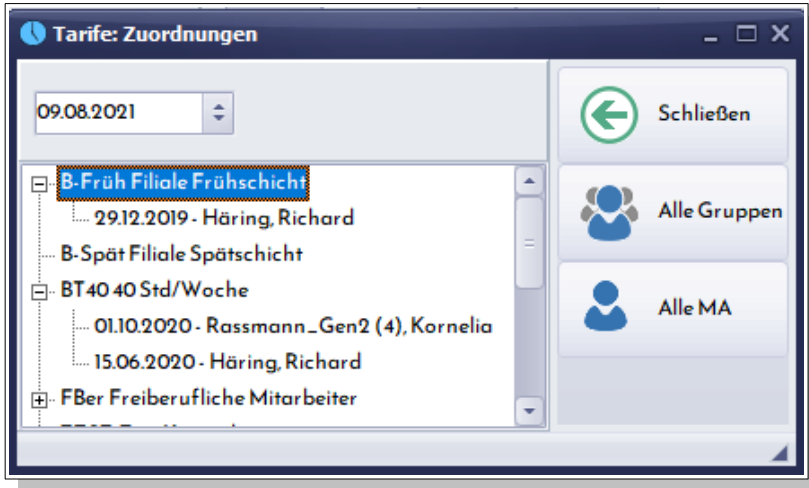 Tarife: Zuordnungen
09.08.2021
Schließen
B-Früh Filiale Frühschicht
29.12.2019 - Häring, Richard
Alle Gruppen
B-Spät Filiale Spätschicht
BT40 40 Std/Woche
Alle MA
01.10.2020 - Rassmann_Gen2 (4), Kornelia
15.06.2020 - Häring, Richard
FBer Freiberufliche Mitarbeiter